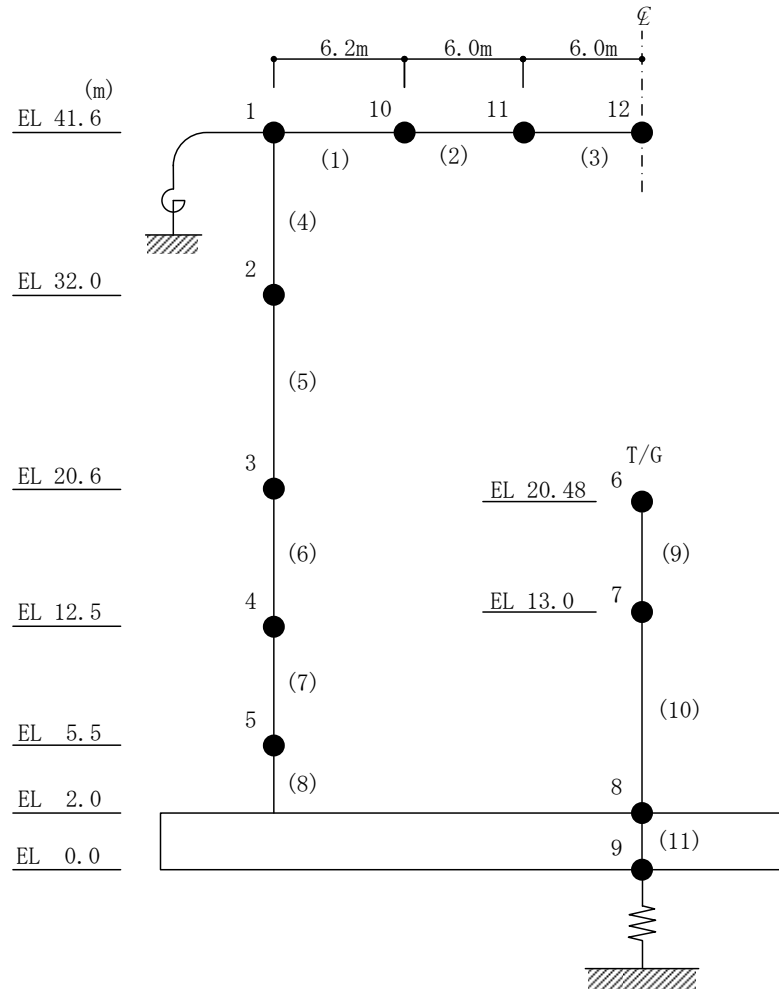 ℄
6.2m 6.0m 6.0m
(m)
EL 41.6 1 10 11 12
(1) (2) (3)
(4)
EL 32.0 2
(5)
T/G
EL 20.6 3
EL 20.48 6
(6) (9)
EL 12.5 4
EL 13.0 7
(7)
(10)
EL 5.5 5
(8)
EL 2.0 8
(11)
EL 0.0 9